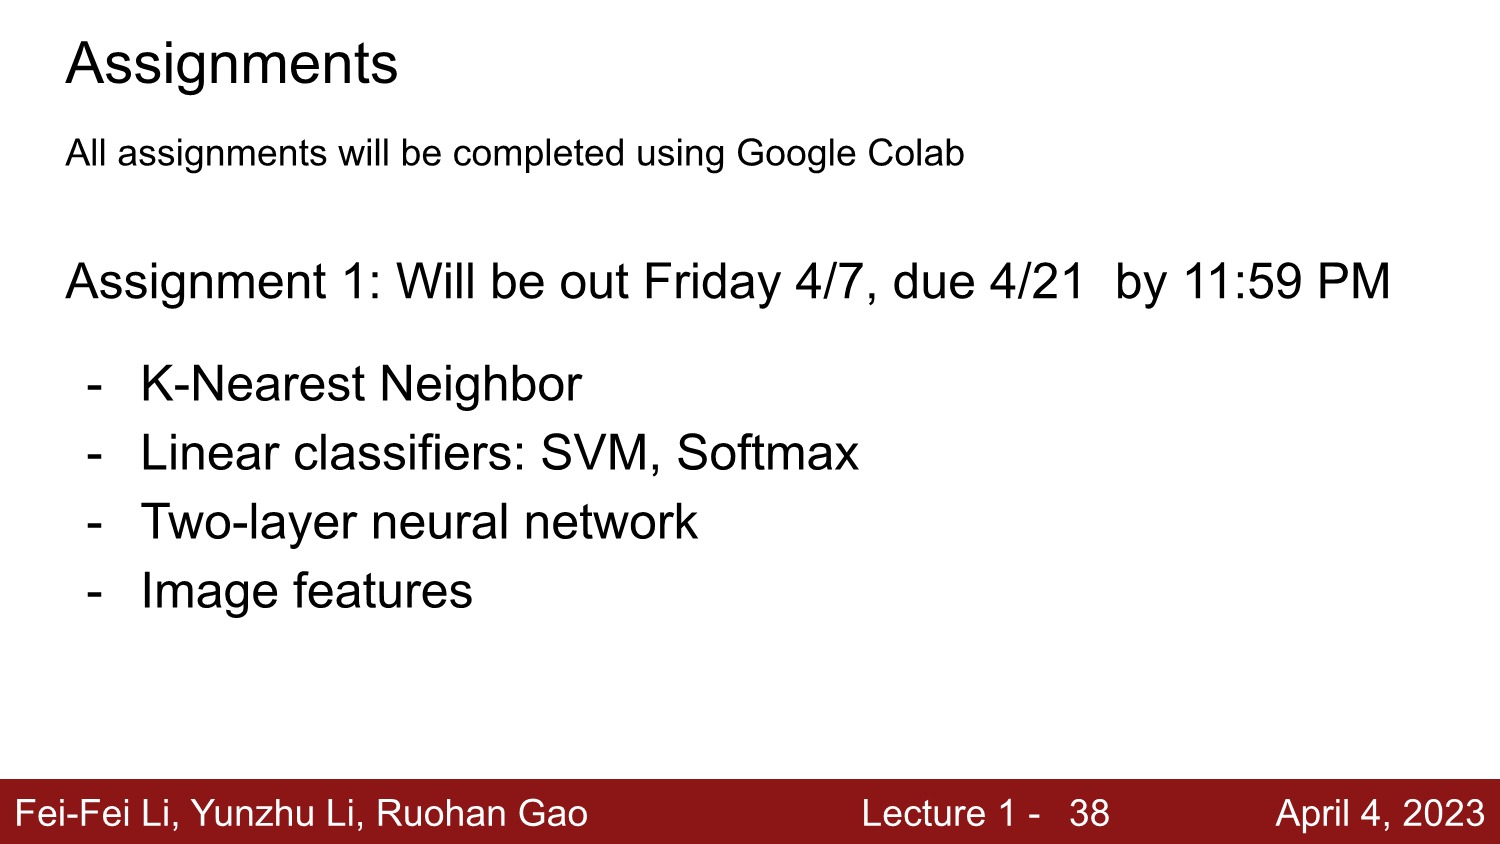 Assignments
All assignments will be completed using Google Colab
Assignment 1: Will be out Friday 4/7, due 4/21  by 11:59 PM
- K-Nearest Neighbor
- Linear classifiers: SVM, Softmax
- Two-layer neural network
- Image features
Fei-Fei Li, Yunzhu Li, Ruohan Gao Lecture 1 - 38 April 4, 2023